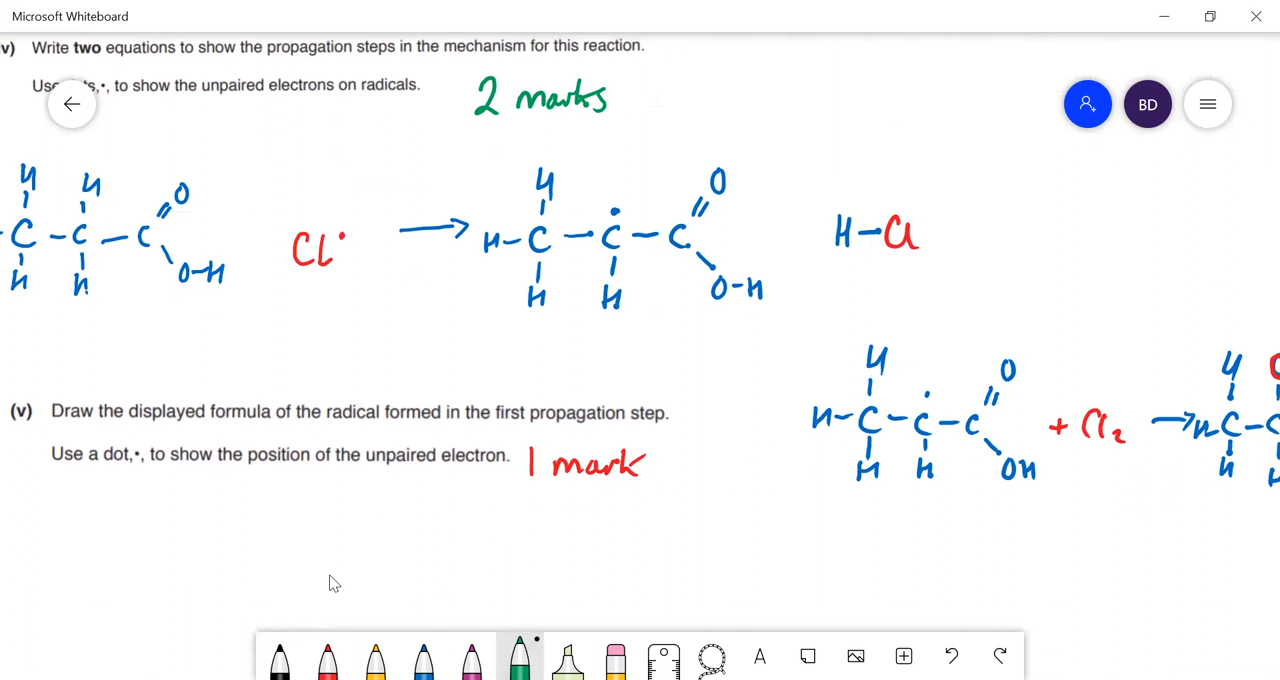 Microsoft Whiteboard
v) Write two equations to show the propagation steps in the mechanism for this reaction.
Use
ts,•, to show the unpaired electrons on radicals.
2 marks
BD
H H O
C - C - C
H H O-H
Cl•
→
H • O
H - C - C - C
H H O-H
H - Cl
(v) Draw the displayed formula of the radical formed in the first propagation step.
Use a dot,•, to show the position of the unpaired electron.
1 mark
H • O
H - C - C - C + Cl2 → H - C - C
H H OH H H
H
A